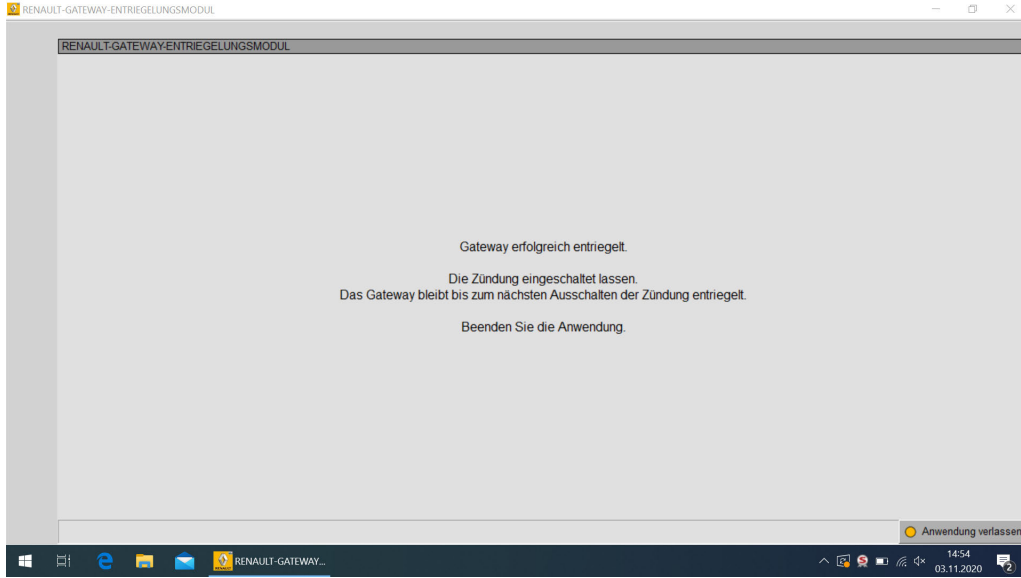 RENAULT-GATEWAY-ENTRIEGELUNGSMODUL
RENAULT-GATEWAY-ENTRIEGELUNGSMODUL
Gateway erfolgreich entriegelt.
Die Zündung eingeschaltet lassen.
Das Gateway bleibt bis zum nächsten Ausschalten der Zündung entriegelt.
Beenden Sie die Anwendung.
Anwendung verlassen
RENAULT-GATEWAY...
14:54
03.11.2020
2